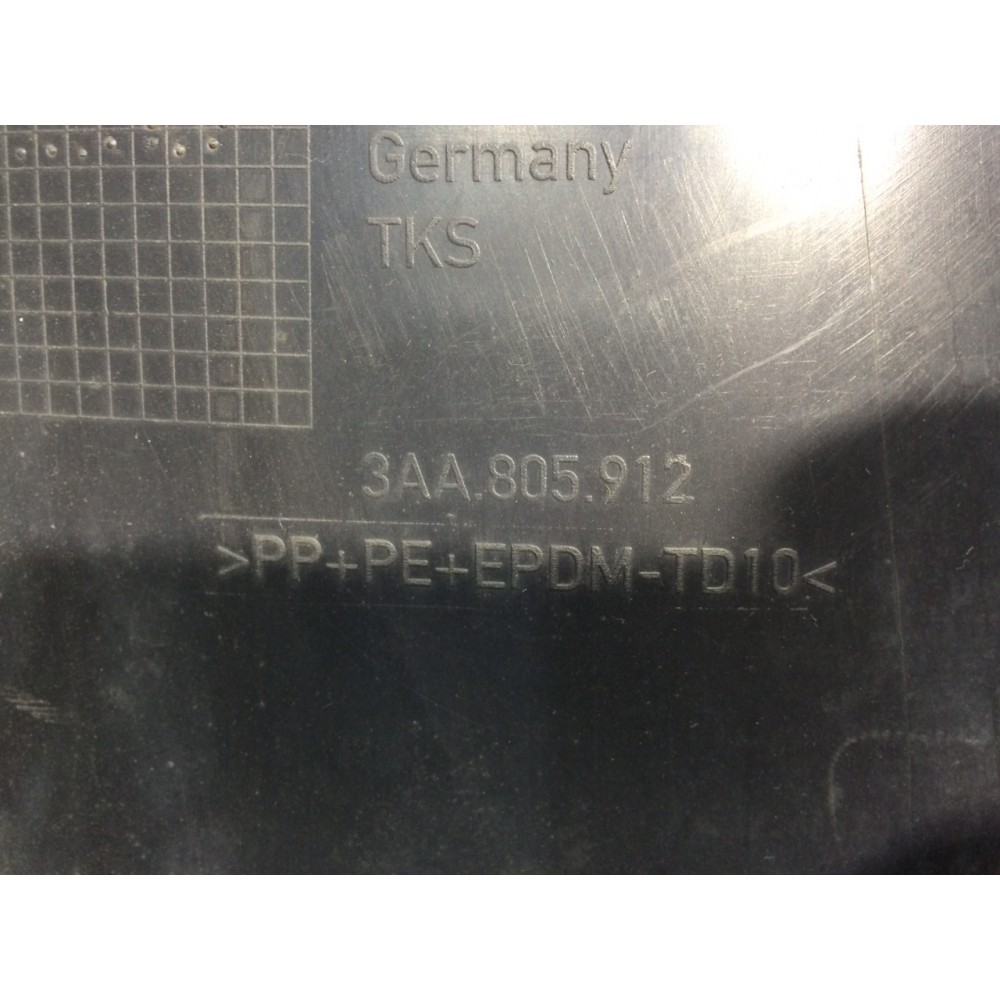 Germany
TKS
3AA.805.912
>PP+PE+EPDM-TD10<